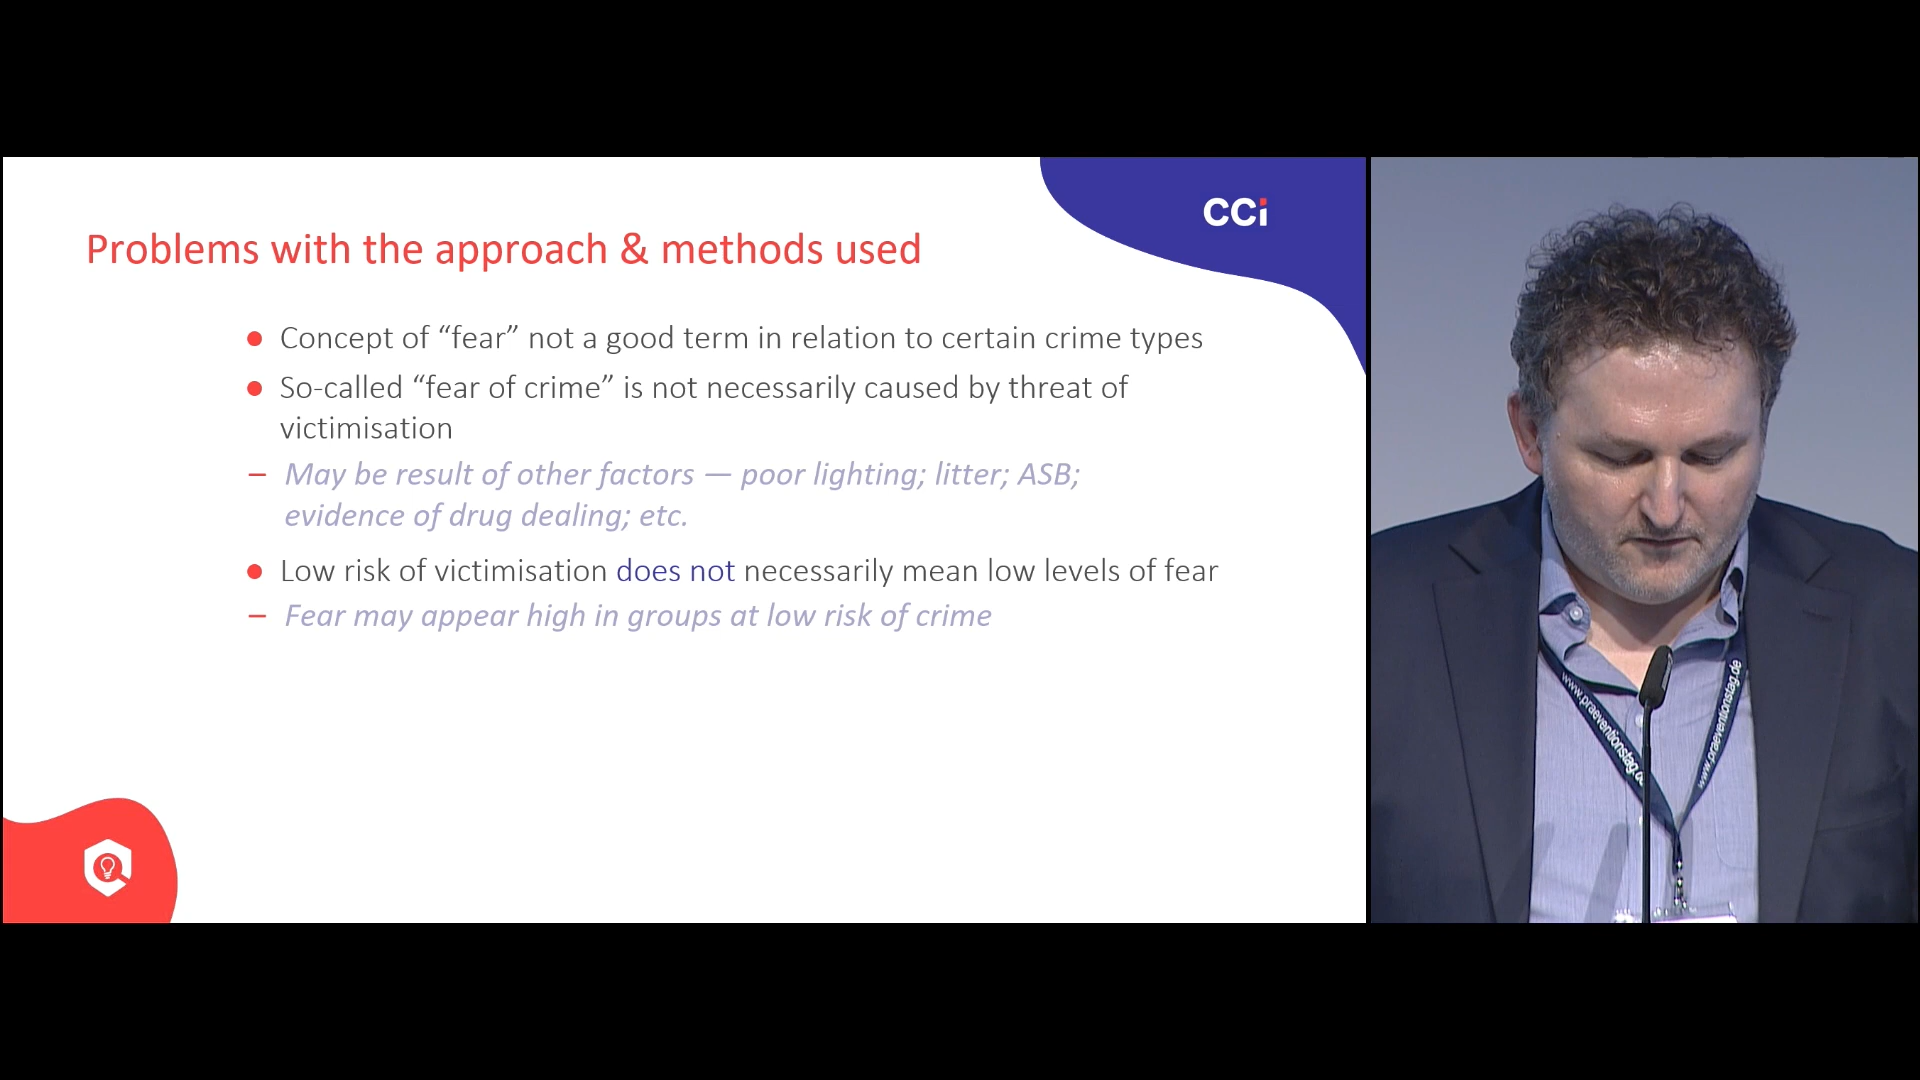 CCi
Problems with the approach & methods used
● Concept of “fear” not a good term in relation to certain crime types
● So-called “fear of crime” is not necessarily caused by threat of
victimisation
– May be result of other factors — poor lighting; litter; ASB;
evidence of drug dealing; etc.
● Low risk of victimisation does not necessarily mean low levels of fear
– Fear may appear high in groups at low risk of crime
www.praeventionstag.de
www.praeventionstag.de